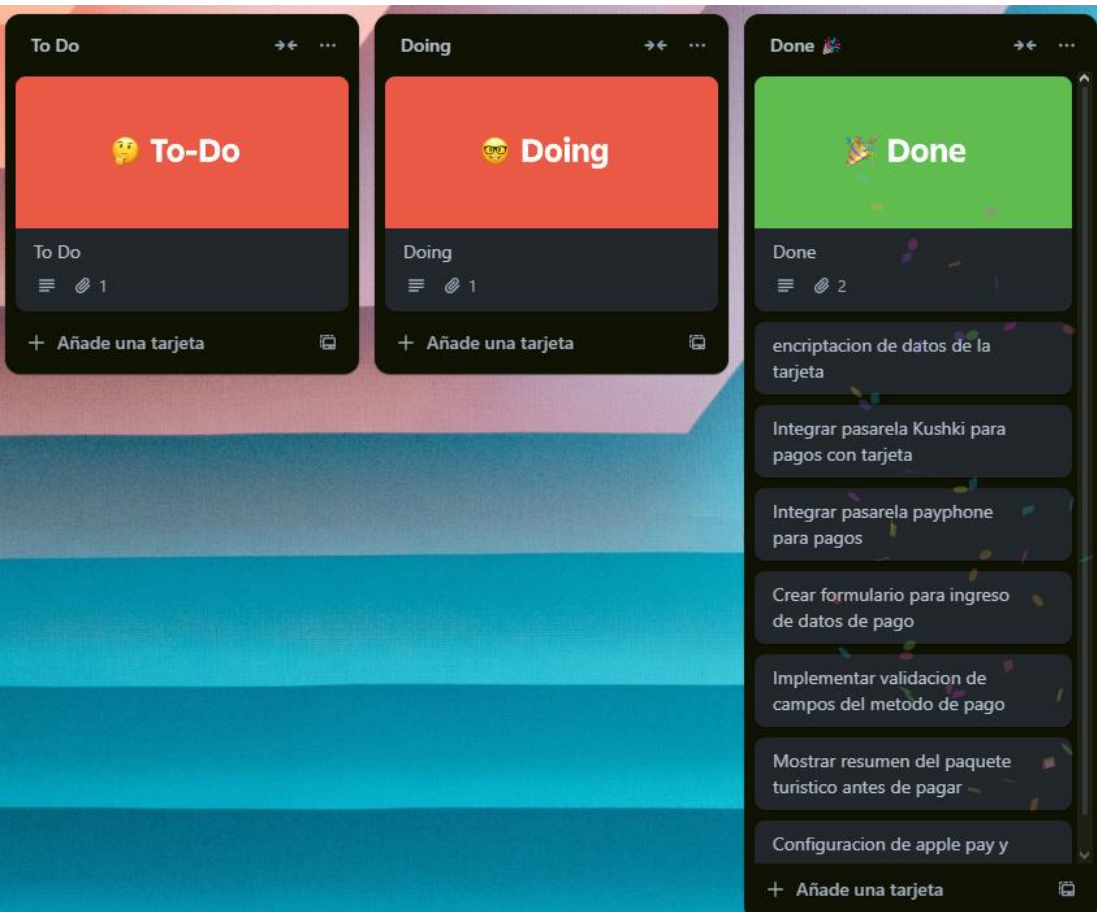 To Do
To-Do
To Do
1
Añade una tarjeta
Doing
Doing
Doing
1
Añade una tarjeta
Done
Done
Done
2
encriptacion de datos de la
tarjeta
Integrar pasarela Kushki para
pagos con tarjeta
Integrar pasarela payphone
para pagos
Crear formulario para ingreso
de datos de pago
Implementar validacion de
campos del metodo de pago
Mostrar resumen del paquete
turistico antes de pagar
Configuracion de apple pay y
Añade una tarjeta